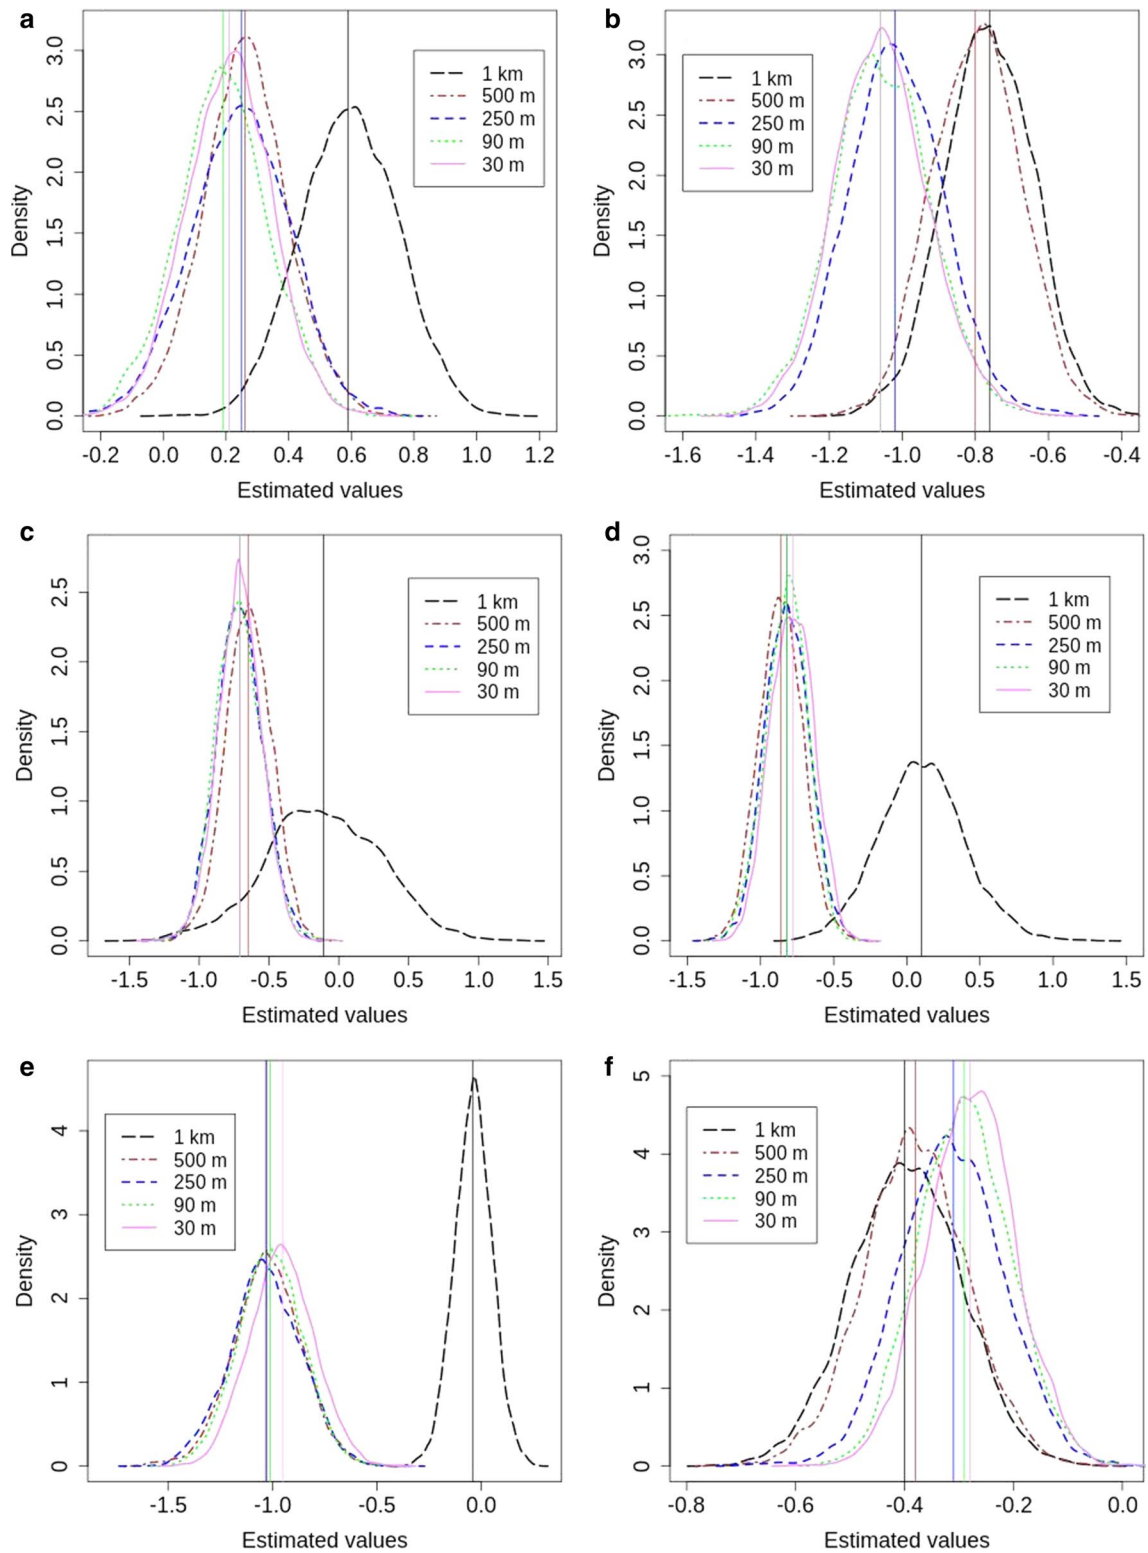 a
Density
0.0 0.5 1.0 1.5 2.0 2.5 3.0
1 km
500 m
250 m
90 m
30 m
-0.2 0.0 0.2 0.4 0.6 0.8 1.0 1.2
Estimated values
b
Density
0.0 0.5 1.0 1.5 2.0 2.5 3.0
1 km
500 m
250 m
90 m
30 m
-1.6 -1.4 -1.2 -1.0 -0.8 -0.6 -0.4
Estimated values
c
Density
0.0 0.5 1.0 1.5 2.0 2.5
1 km
500 m
250 m
90 m
30 m
-1.5 -1.0 -0.5 0.0 0.5 1.0 1.5
Estimated values
d
Density
0.0 0.5 1.0 1.5 2.0 2.5 3.0
1 km
500 m
250 m
90 m
30 m
-1.5 -1.0 -0.5 0.0 0.5 1.0 1.5
Estimated values
e
Density
0 1 2 3 4
1 km
500 m
250 m
90 m
30 m
-1.5 -1.0 -0.5 0.0
Estimated values
f
Density
0 1 2 3 4 5
1 km
500 m
250 m
90 m
30 m
-0.8 -0.6 -0.4 -0.2 0.0
Estimated values